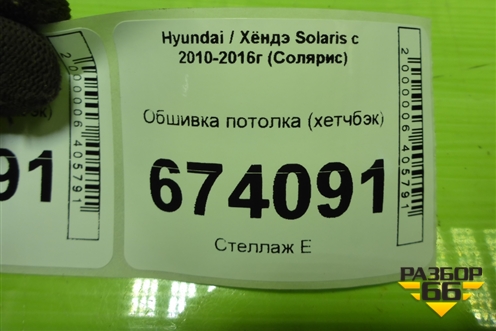 Hyundai / Хёндэ Solaris с
2010-2016г (Солярис)
Обшивка потолка (хетчбэк)
674091
Стеллаж Е
2000006405791
91
2000006405791
РАЗБОР
66